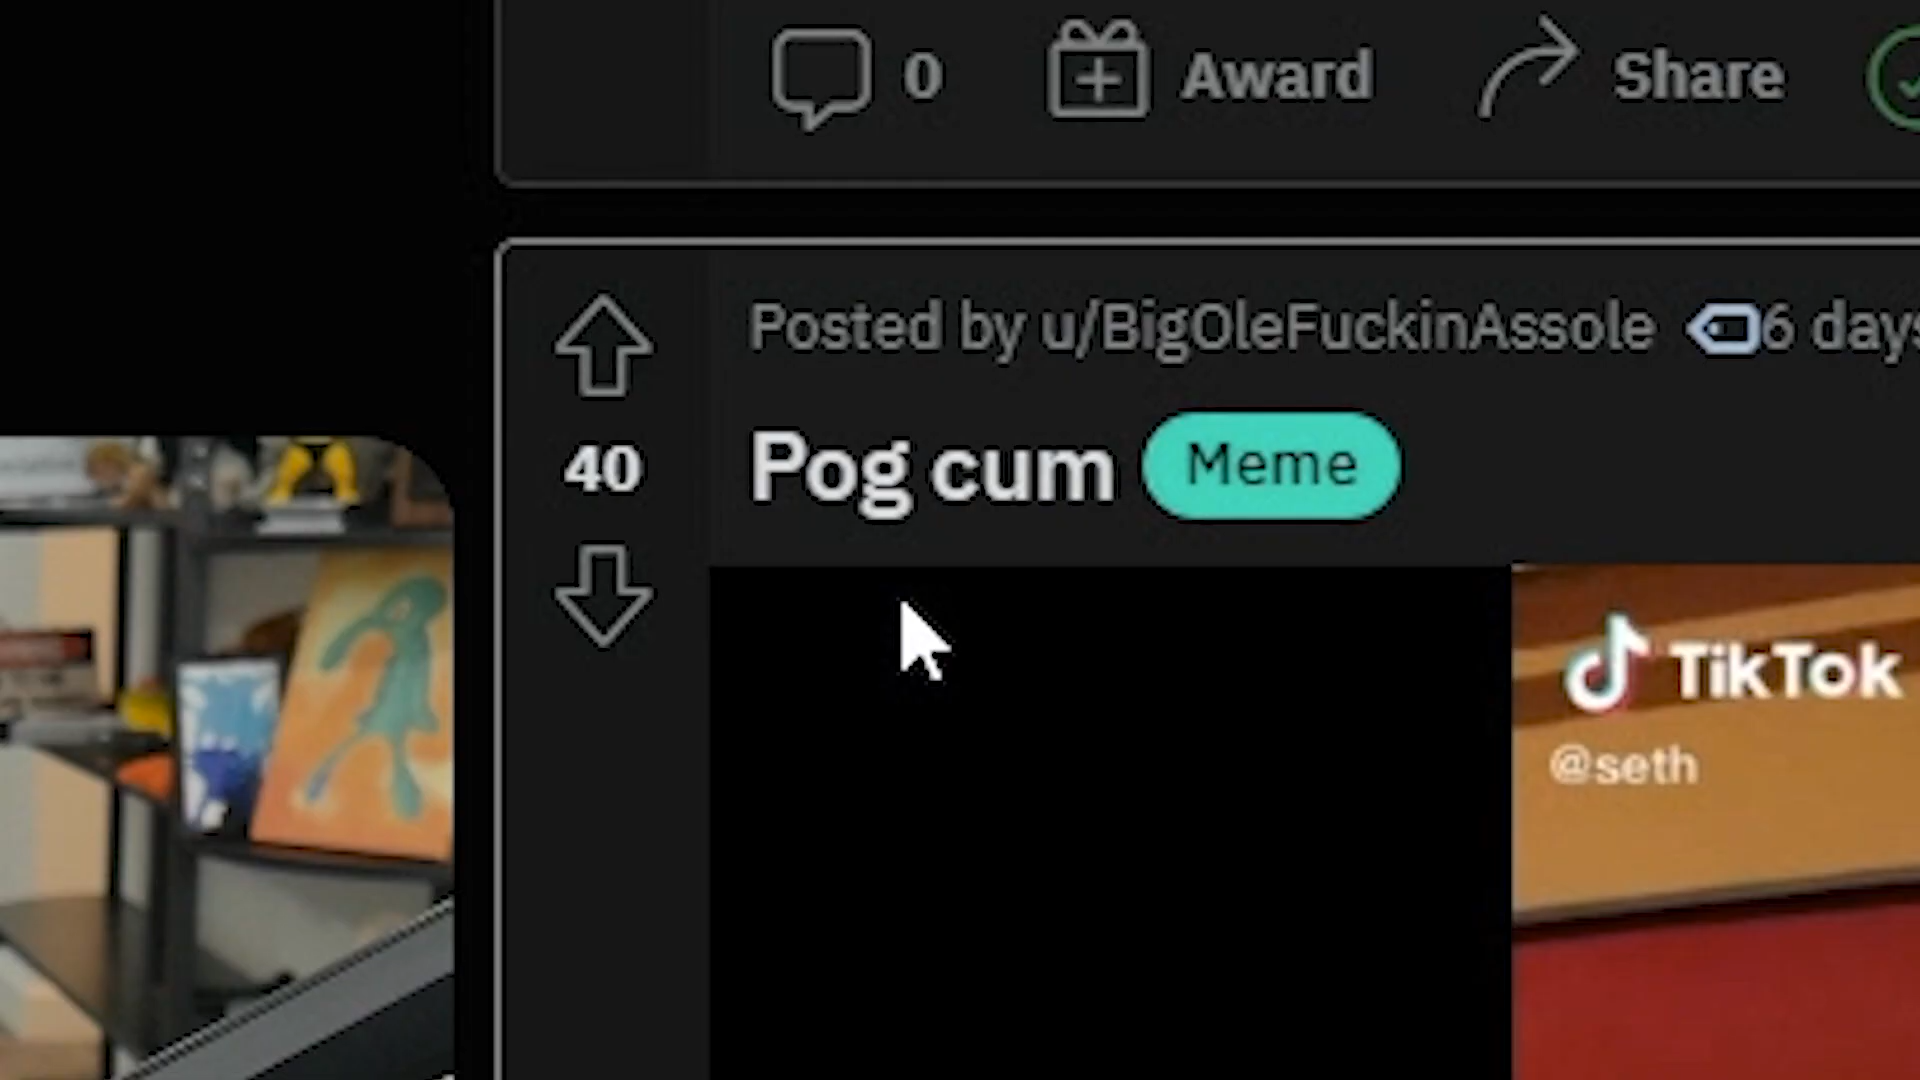 0 Award Share
Posted by u/BigOleFuckinAssole 6 days
40
Pog cum Meme
TikTok
@seth